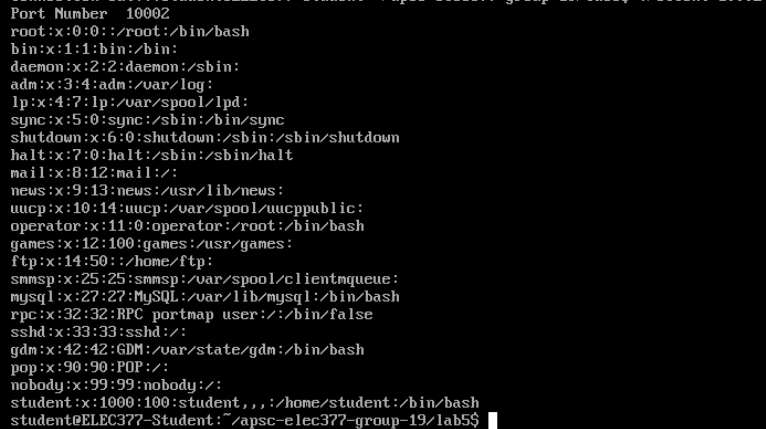 Port Number  10002
root:x:0:0::/root:/bin/bash
bin:x:1:1:bin:/bin:
daemon:x:2:2:daemon:/sbin:
adm:x:3:4:adm:/var/log:
lp:x:4:7:lp:/var/spool/lpd:
sync:x:5:0:sync:/sbin:/bin/sync
shutdown:x:6:0:shutdown:/sbin:/sbin/shutdown
halt:x:7:0:halt:/sbin:/sbin/halt
mail:x:8:12:mail:/:
news:x:9:13:news:/usr/lib/news:
uucp:x:10:14:uucp:/var/spool/uucppublic:
operator:x:11:0:operator:/root:/bin/bash
games:x:12:100:games:/usr/games:
ftp:x:14:50::/home/ftp:
smmsp:x:25:25:smmsp:/var/spool/clientmqueue:
mysql:x:27:27:MySQL:/var/lib/mysql:/bin/bash
rpc:x:32:32:RPC portmap user:/:/bin/false
sshd:x:33:33:sshd:/:
gdm:x:42:42:GDM:/var/state/gdm:/bin/bash
pop:x:90:90:POP:/:
nobody:x:99:99:nobody:/:
student:x:1000:100:student,,,:/home/student:/bin/bash
student@ELEC377-Student:~/apsc-elec377-group-19/lab5$